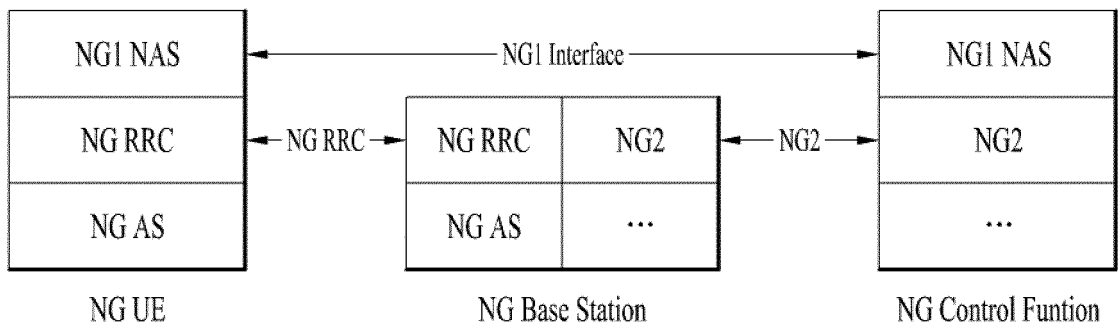 NG1 NAS
NG1 Interface
NG1 NAS
NG RRC
NG RRC
NG RRC
NG2
NG2
NG2
NG AS
NG AS
...
...
NG UE
NG Base Station
NG Control Funtion